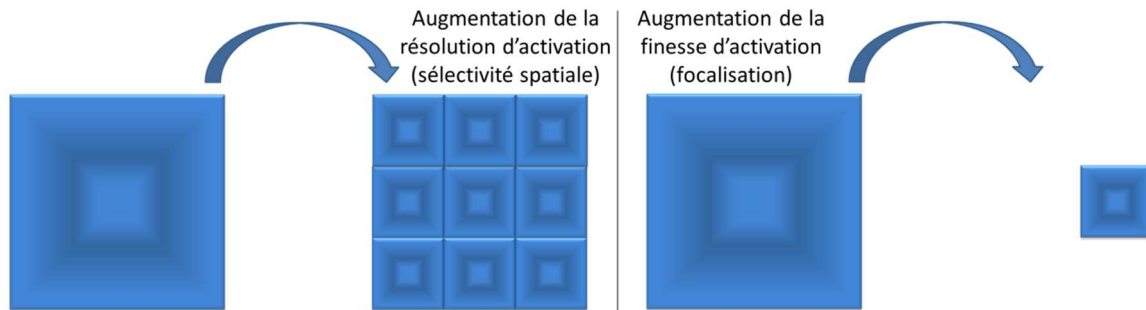 Augmentation de la
résolution d'activation
(sélectivité spatiale)
Augmentation de la
finesse d'activation
(focalisation)